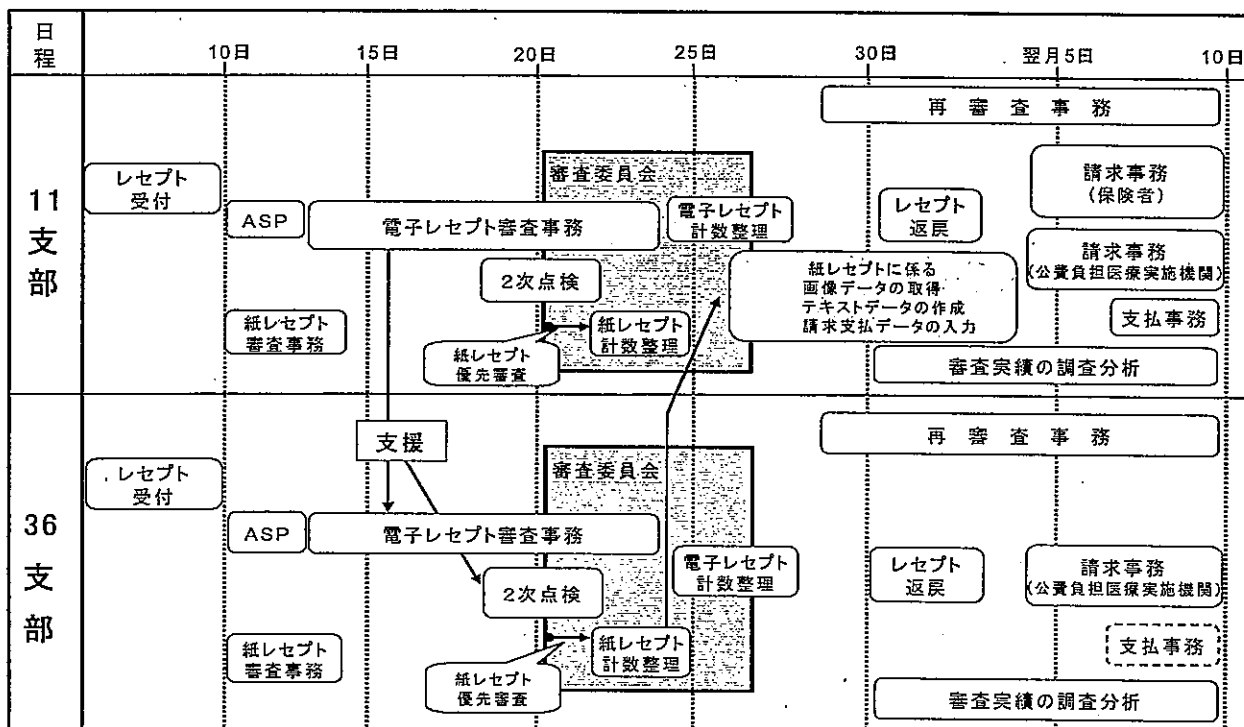 日
程
10日
15日
20日
25日
30日
翌月5日
10日
11
支
部
再審査事務
レセプト
受付
ASP
電子レセプト審査事務
審査委員会
電子レセプト
計数整理
2次点検
紙レセプト
審査事務
紙レセプト
優先審査
紙レセプト
計数整理
紙レセプトに係る
画像データの取得
テキストデータの作成
請求支払データの入力
レセプト
返戻
請求事務
(保険者)
請求事務
(公費負担医療実施機関)
支払事務
審査実績の調査分析
36
支
部
再審査事務
支援
レセプト
受付
ASP
電子レセプト審査事務
審査委員会
電子レセプト
計数整理
2次点検
紙レセプト
審査事務
紙レセプト
優先審査
紙レセプト
計数整理
レセプト
返戻
請求事務
(公費負担医療実施機関)
支払事務
審査実績の調査分析